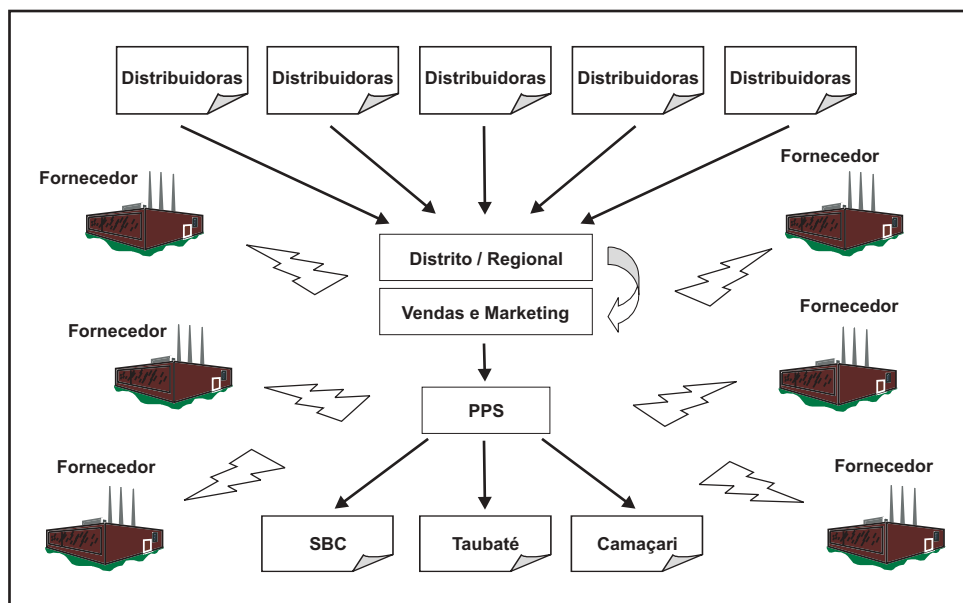 Distribuidoras
Distribuidoras
Distribuidoras
Distribuidoras
Distribuidoras
Fornecedor
Fornecedor
Distrito / Regional
Vendas e Marketing
Fornecedor
Fornecedor
PPS
Fornecedor
Fornecedor
SBC
Taubaté
Camaçari